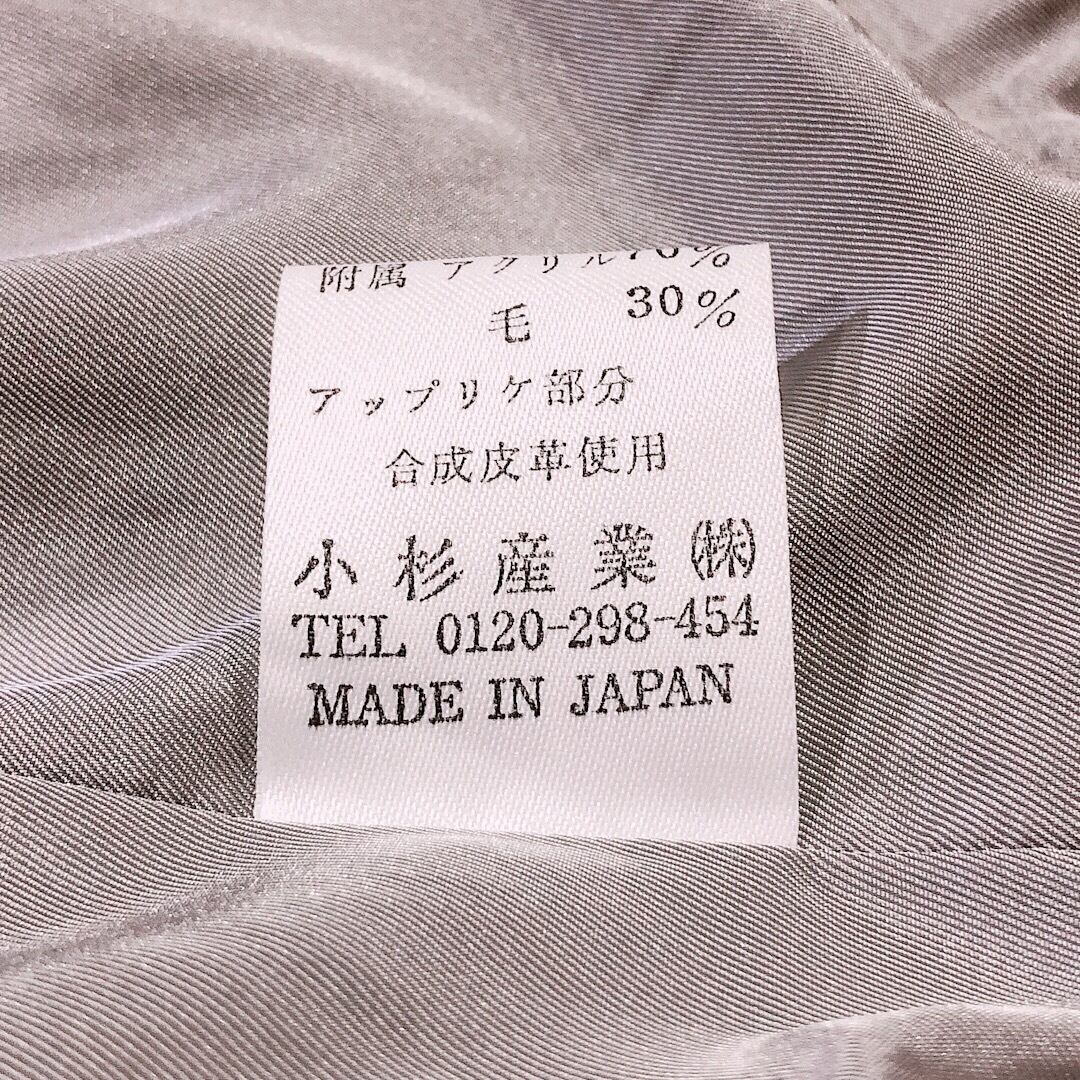 附属 アクリル 70%
毛 30%
アップリケ部分
合成皮革使用
小杉産業㈱
TEL 0120-298-454
MADE IN JAPAN